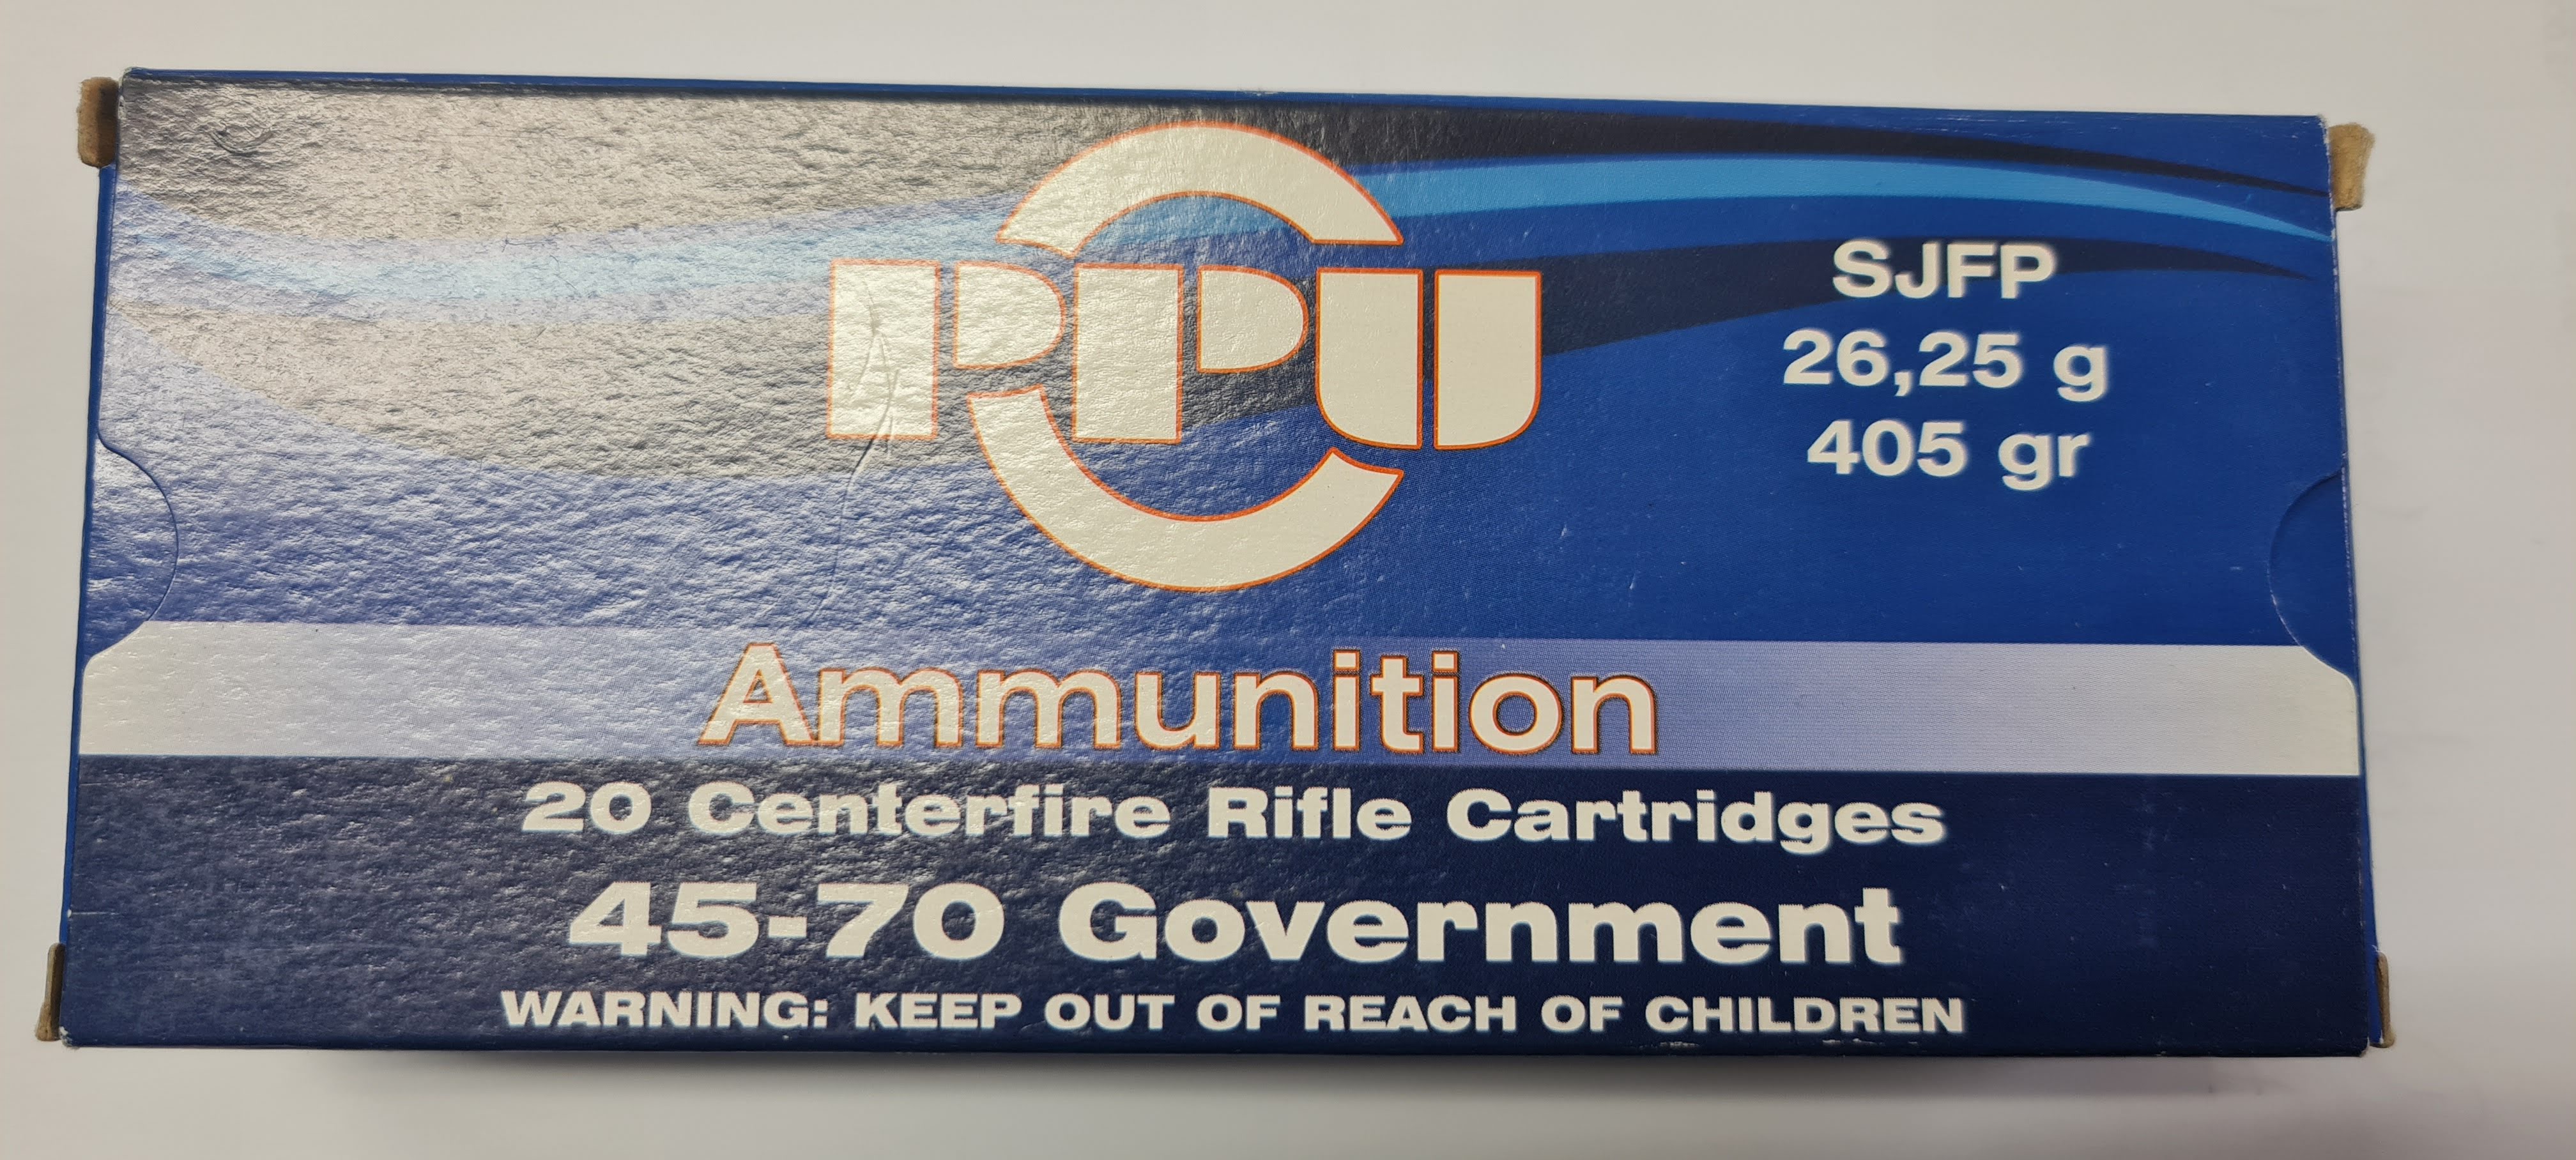 PPU
SJFP
26,25 g
405 gr
Ammunition
20 Centerfire Rifle Cartridges
45-70 Government
WARNING: KEEP OUT OF REACH OF CHILDREN